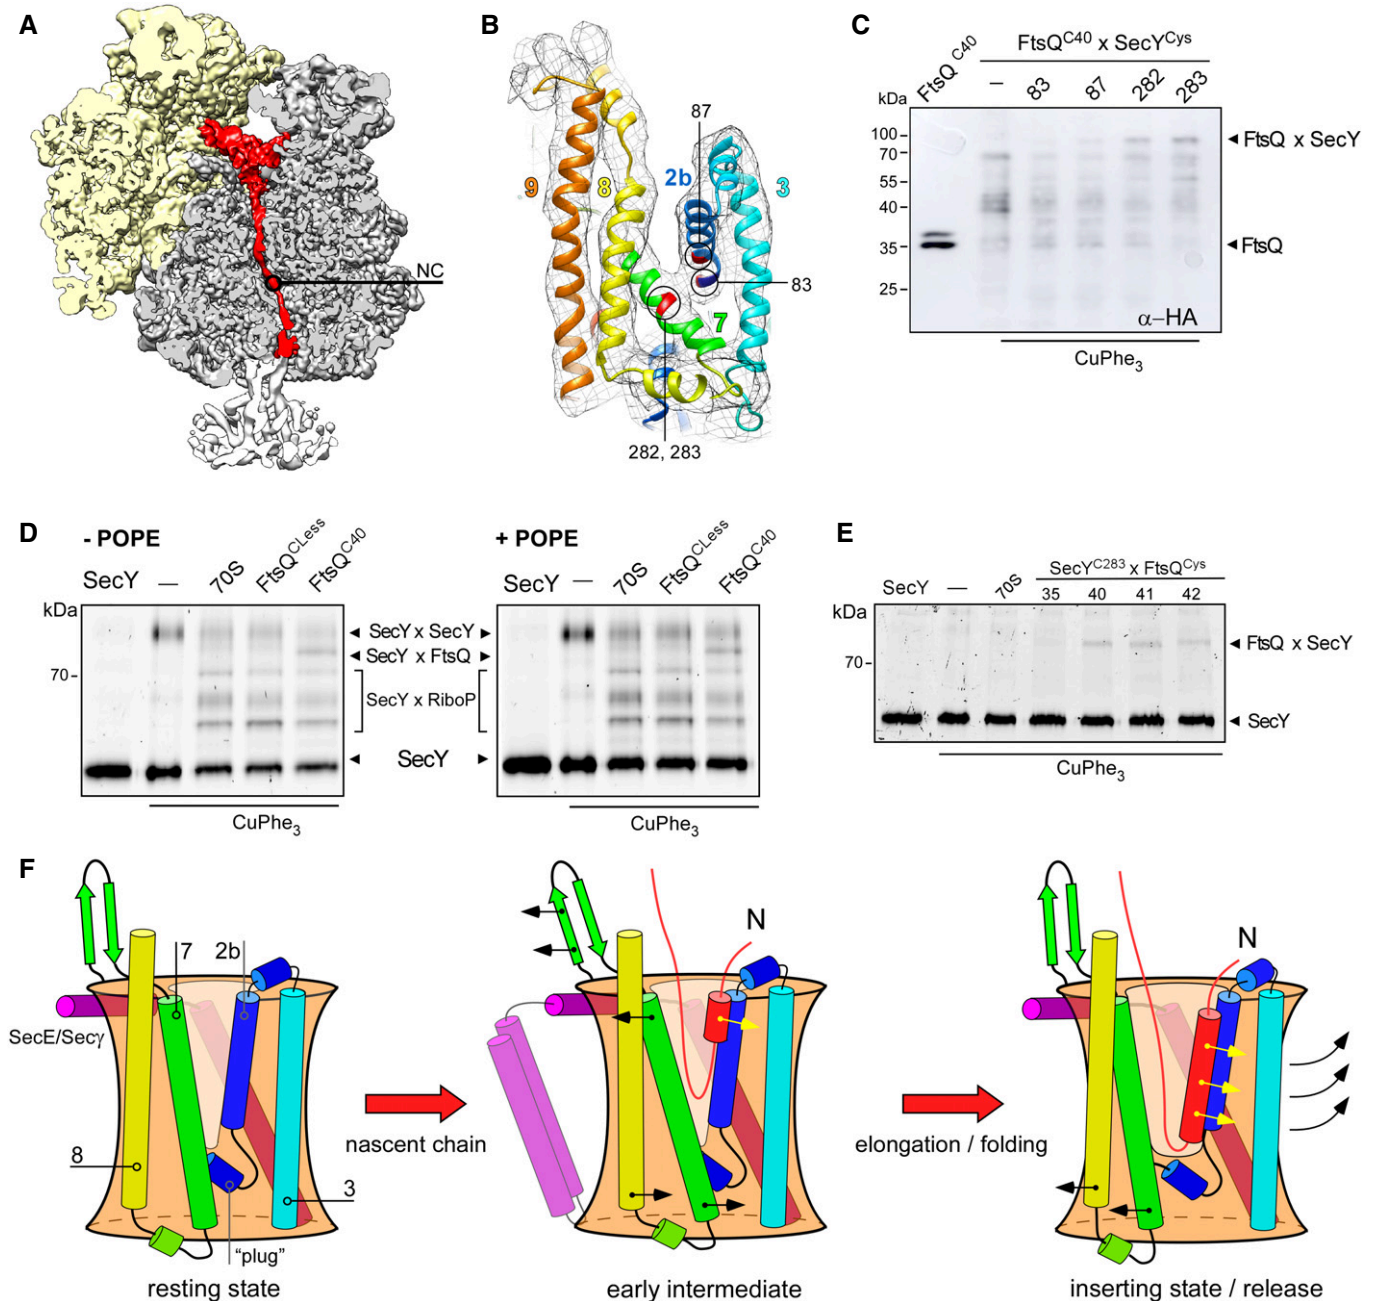 A
NC
B
87
9
8
2b
3
83
7
282, 283
C
FtsQ^C40 x SecY^Cys
FtsQ^C40 — 83 87 282 283
kDa
100
70
55
40
35
25
FtsQ x SecY
FtsQ
α–HA
CuPhe₃
D
- POPE
SecY — 70S FtsQ^CLess FtsQ^C40
kDa
70
SecY x SecY
SecY x FtsQ
SecY x RiboP
SecY
CuPhe₃
+ POPE
SecY — 70S FtsQ^CLess FtsQ^C40
CuPhe₃
E
SecY^C283 x FtsQ^Cys
SecY — 70S 35 40 41 42
kDa
70
FtsQ x SecY
SecY
CuPhe₃
F
7
2b
SecE/Secγ
8
3
"plug"
resting state
nascent chain
N
early intermediate
elongation / folding
N
inserting state / release